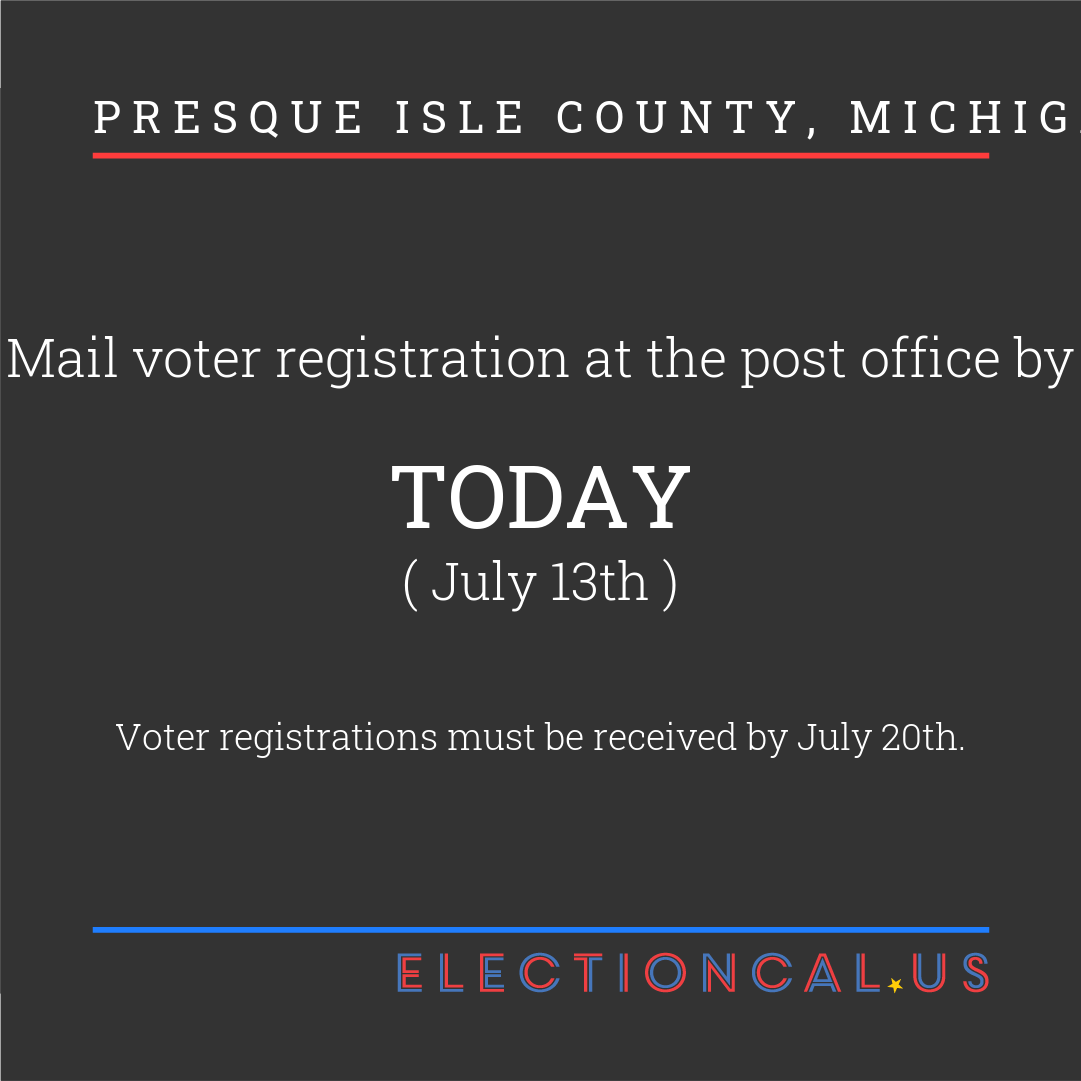 PRESQUE ISLE COUNTY, MICHIG
Mail voter registration at the post office by
TODAY
( July 13th )
Voter registrations must be received by July 20th.
ELECTIONCAL.US